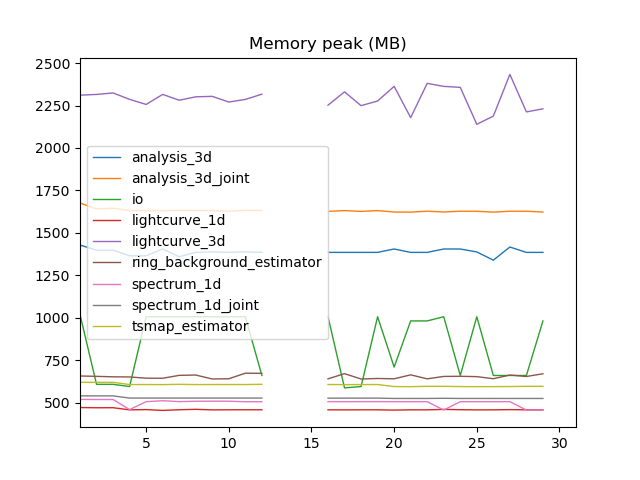 Memory peak (MB)
2500
2250
2000
1750
1500
1250
1000
750
500
analysis_3d
analysis_3d_joint
io
lightcurve_1d
lightcurve_3d
ring_background_estimator
spectrum_1d
spectrum_1d_joint
tsmap_estimator
5 10 15 20 25 30